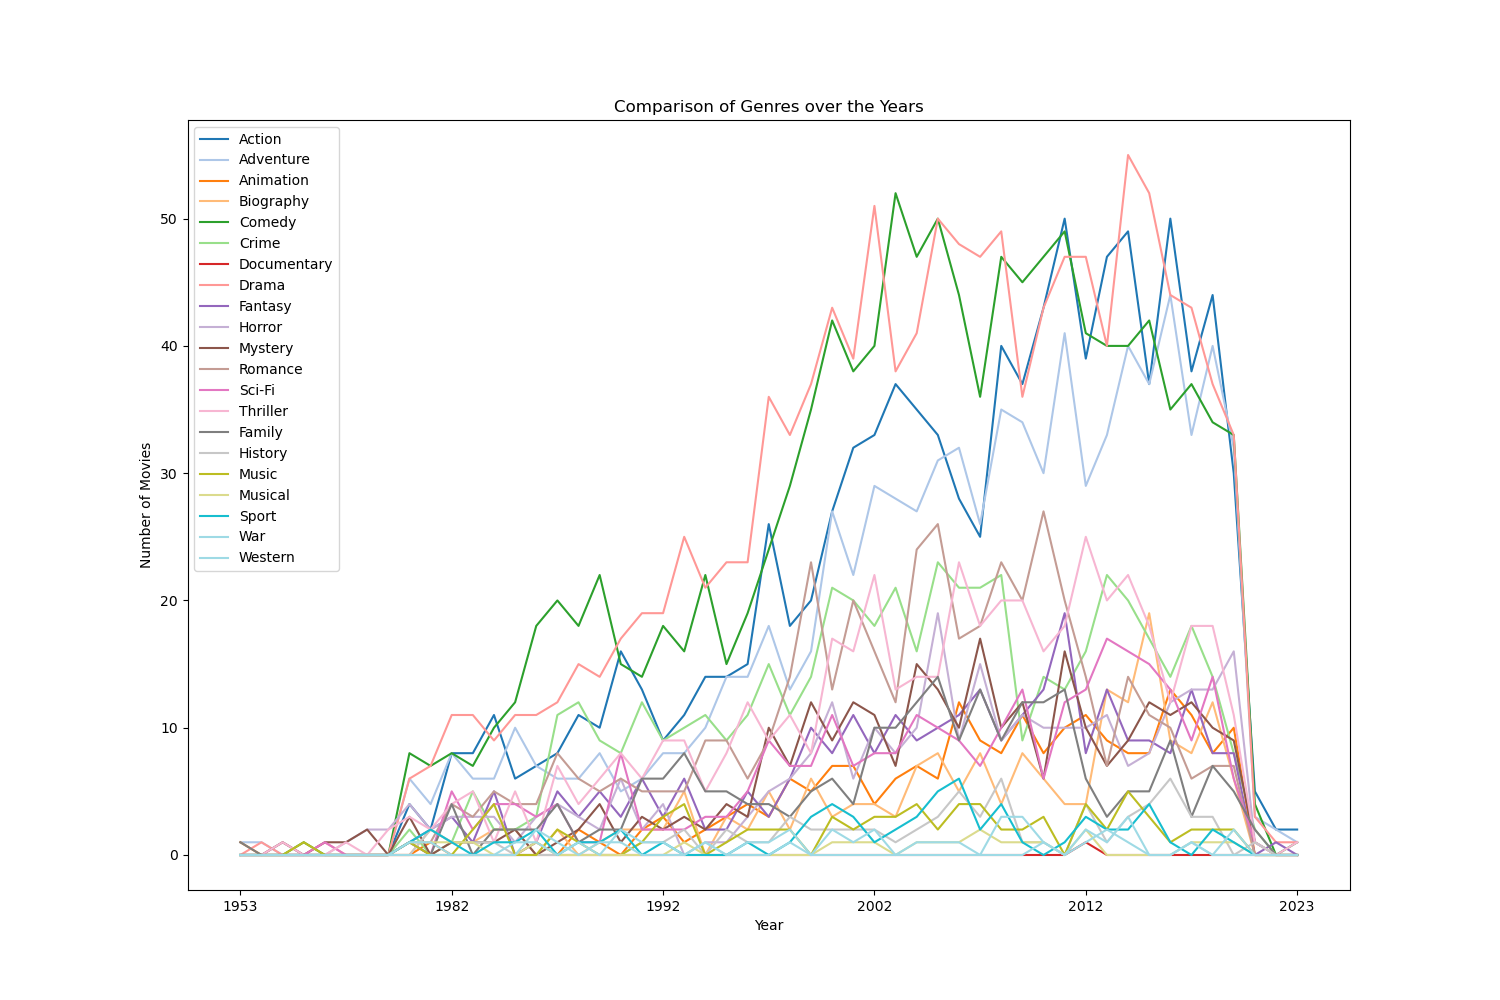 Comparison of Genres over the Years
Action
Adventure
Animation
Biography
Comedy
Crime
Documentary
Drama
Fantasy
Horror
Mystery
Romance
Sci-Fi
Thriller
Family
History
Music
Musical
Sport
War
Western
50
40
30
20
10
0
Number of Movies
1953 1982 1992 2002 2012 2023
Year